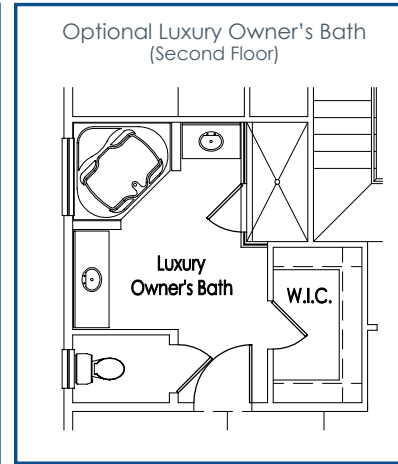 Optional Luxury Owner's Bath
(Second Floor)
Luxury
Owner's Bath
W.I.C.